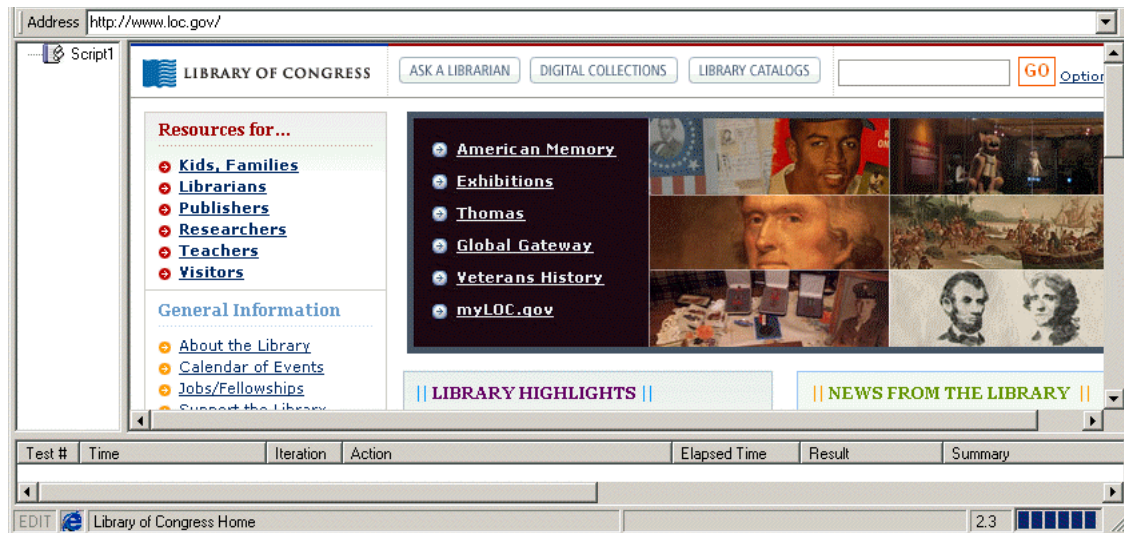 Address http://www.loc.gov/
Script1
LIBRARY OF CONGRESS
ASK A LIBRARIAN
DIGITAL COLLECTIONS
LIBRARY CATALOGS
GO
Option
Resources for...
Kids, Families
Librarians
Publishers
Researchers
Teachers
Visitors
General Information
About the Library
Calendar of Events
Jobs/Fellowships
Support the Library
American Memory
Exhibitions
Thomas
Global Gateway
Veterans History
myLOC.gov
|| LIBRARY HIGHLIGHTS ||
|| NEWS FROM THE LIBRARY ||
Test # Time Iteration Action Elapsed Time Result Summary
EDIT Library of Congress Home 2.3